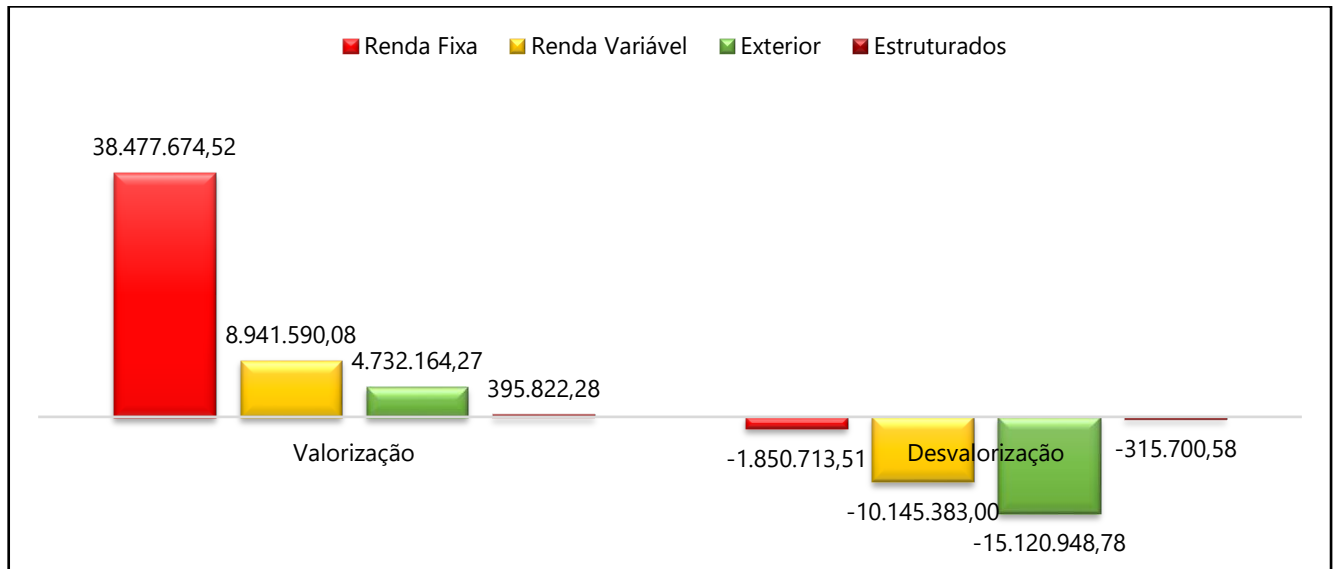 Renda Fixa Renda Variável Exterior Estruturados
38.477.674,52
8.941.590,08
4.732.164,27
395.822,28
Valorização
Desvalorização
-1.850.713,51
-10.145.383,00
-15.120.948,78
-315.700,58